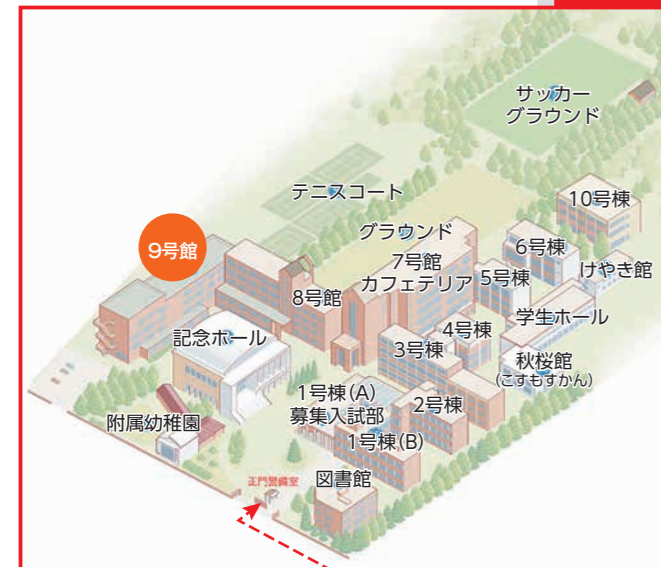 サッカー
グラウンド
テニスコート
10号棟
グラウンド
9号館
6号棟
7号館
カフェテリア
5号棟
けやき館
8号館
学生ホール
記念ホール
4号棟
3号棟
秋桜館
(こすもすかん)
1号棟(A)
募集入試部
2号棟
附属幼稚園
1号棟(B)
図書館
正門警備室